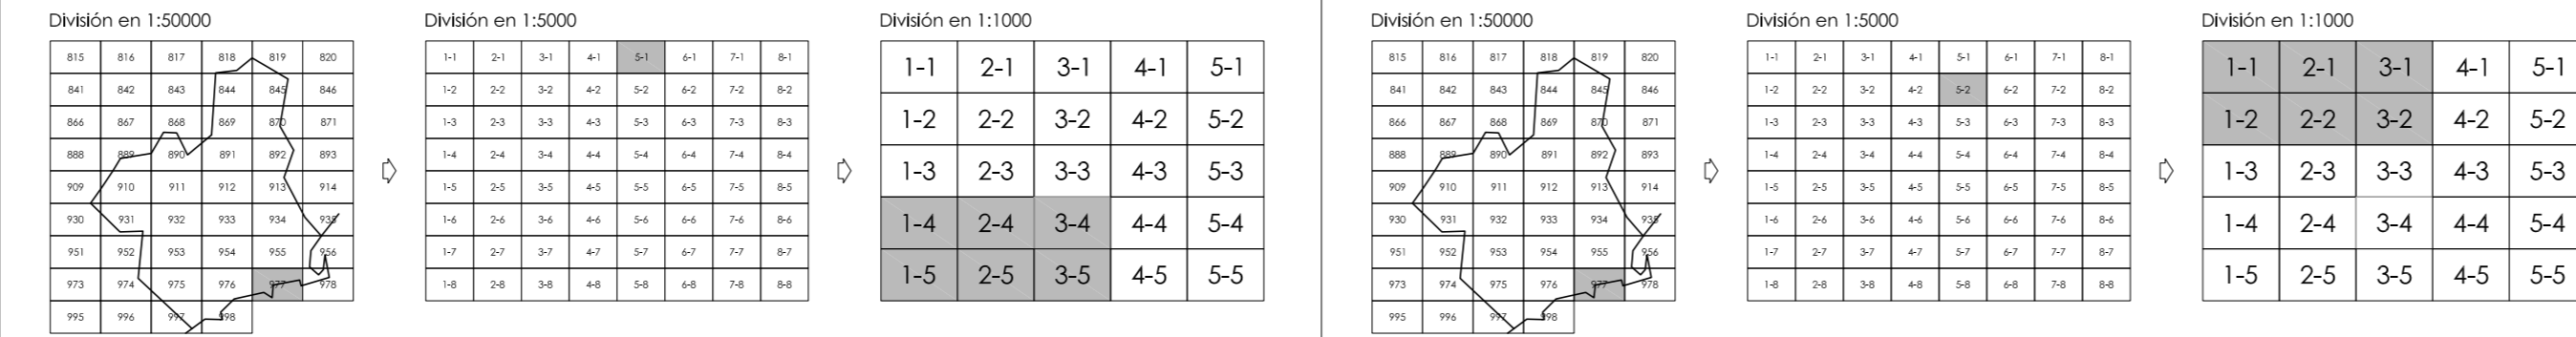 División en 1:50000 División en 1:5000 División en 1:1000 División en 1:50000 División en 1:5000 División en 1:1000
815 816 817 818 819 820
841 842 843 844 845 846
866 867 868 869 870 871
888 889 890 891 892 893
909 910 911 912 913 914
930 931 932 933 934 935
951 952 953 954 955 956
973 974 975 976 977 978
995 996 997 998
1-1 2-1 3-1 4-1 5-1 6-1 7-1 8-1
1-2 2-2 3-2 4-2 5-2 6-2 7-2 8-2
1-3 2-3 3-3 4-3 5-3 6-3 7-3 8-3
1-4 2-4 3-4 4-4 5-4 6-4 7-4 8-4
1-5 2-5 3-5 4-5 5-5 6-5 7-5 8-5
1-6 2-6 3-6 4-6 5-6 6-6 7-6 8-6
1-7 2-7 3-7 4-7 5-7 6-7 7-7 8-7
1-8 2-8 3-8 4-8 5-8 6-8 7-8 8-8
1-1 2-1 3-1 4-1 5-1
1-2 2-2 3-2 4-2 5-2
1-3 2-3 3-3 4-3 5-3
1-4 2-4 3-4 4-4 5-4
1-5 2-5 3-5 4-5 5-5
815 816 817 818 819 820
841 842 843 844 845 846
866 867 868 869 870 871
888 889 890 891 892 893
909 910 911 912 913 914
930 931 932 933 934 935
951 952 953 954 955 956
973 974 975 976 977 978
995 996 997 998
1-1 2-1 3-1 4-1 5-1 6-1 7-1 8-1
1-2 2-2 3-2 4-2 5-2 6-2 7-2 8-2
1-3 2-3 3-3 4-3 5-3 6-3 7-3 8-3
1-4 2-4 3-4 4-4 5-4 6-4 7-4 8-4
1-5 2-5 3-5 4-5 5-5 6-5 7-5 8-5
1-6 2-6 3-6 4-6 5-6 6-6 7-6 8-6
1-7 2-7 3-7 4-7 5-7 6-7 7-7 8-7
1-8 2-8 3-8 4-8 5-8 6-8 7-8 8-8
1-1 2-1 3-1 4-1 5-1
1-2 2-2 3-2 4-2 5-2
1-3 2-3 3-3 4-3 5-3
1-4 2-4 3-4 4-4 5-4
1-5 2-5 3-5 4-5 5-5